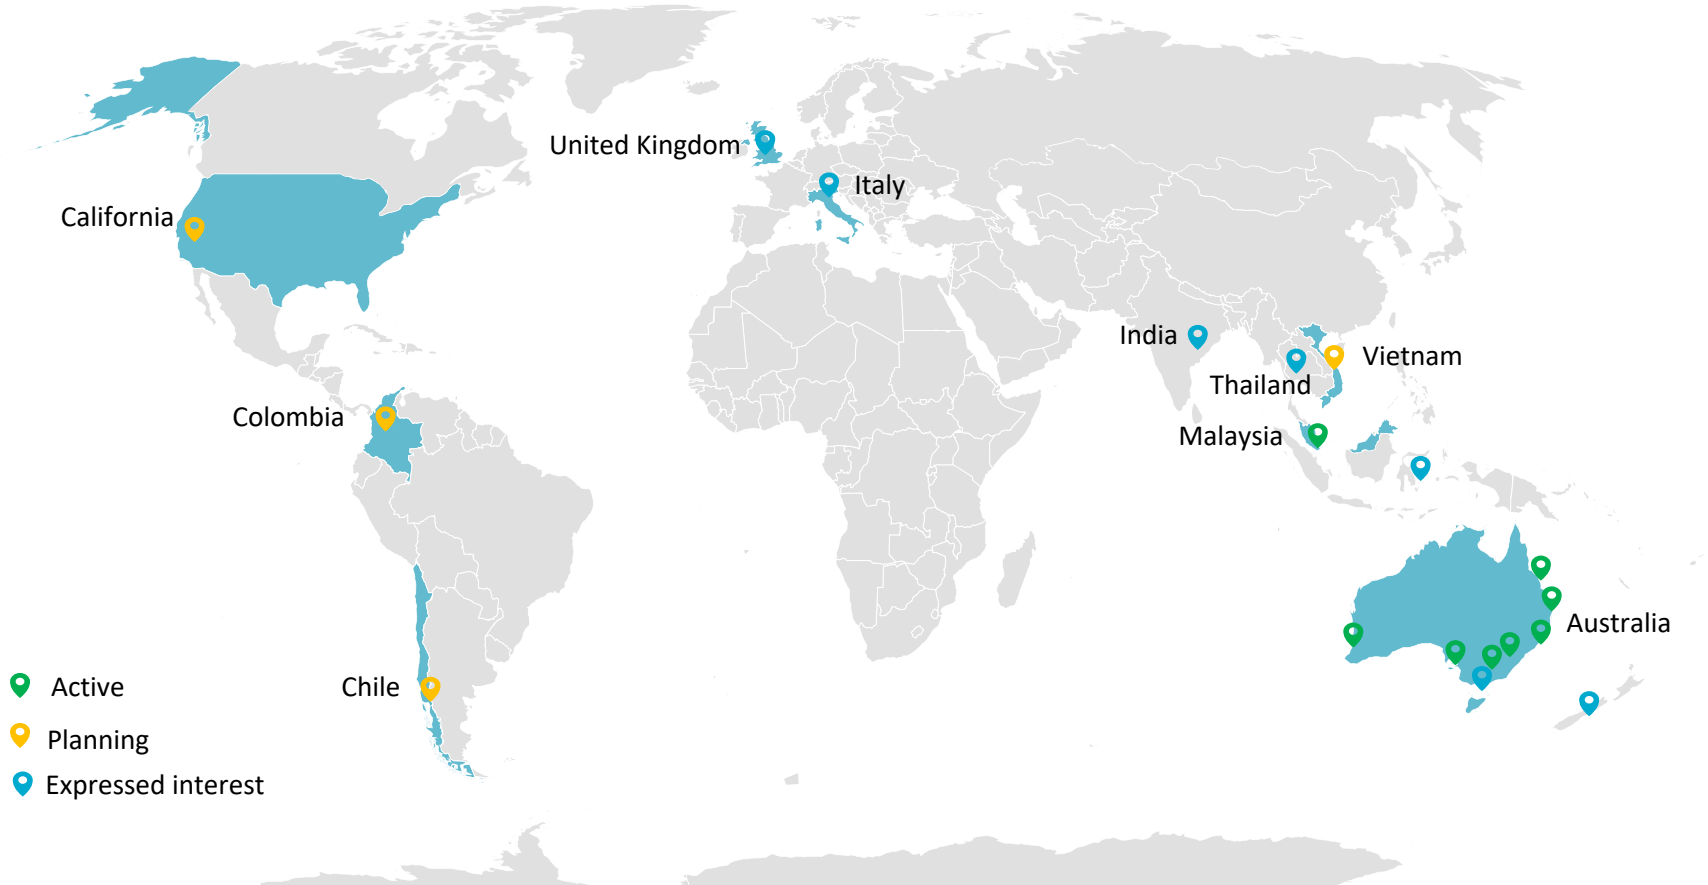 United Kingdom
Italy
California
India
Vietnam
Thailand
Colombia
Malaysia
Australia
Chile
Active
Planning
Expressed interest